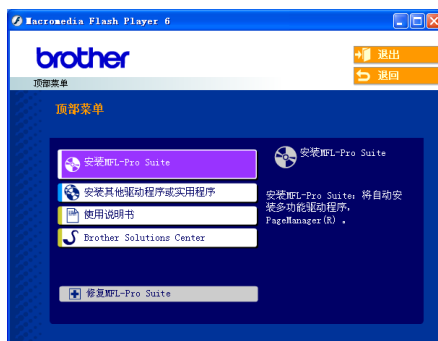 Macromedia Flash Player 6
brother
退出
退回
顶部菜单
顶部菜单
安装MFL-Pro Suite
安装其他驱动程序或实用程序
使用说明书
Brother Solutions Center
修复MFL-Pro Suite
安装MFL-Pro Suite
安装MFL-Pro Suite：将自动安
装多功能驱动程序，
PageManager(R) 。